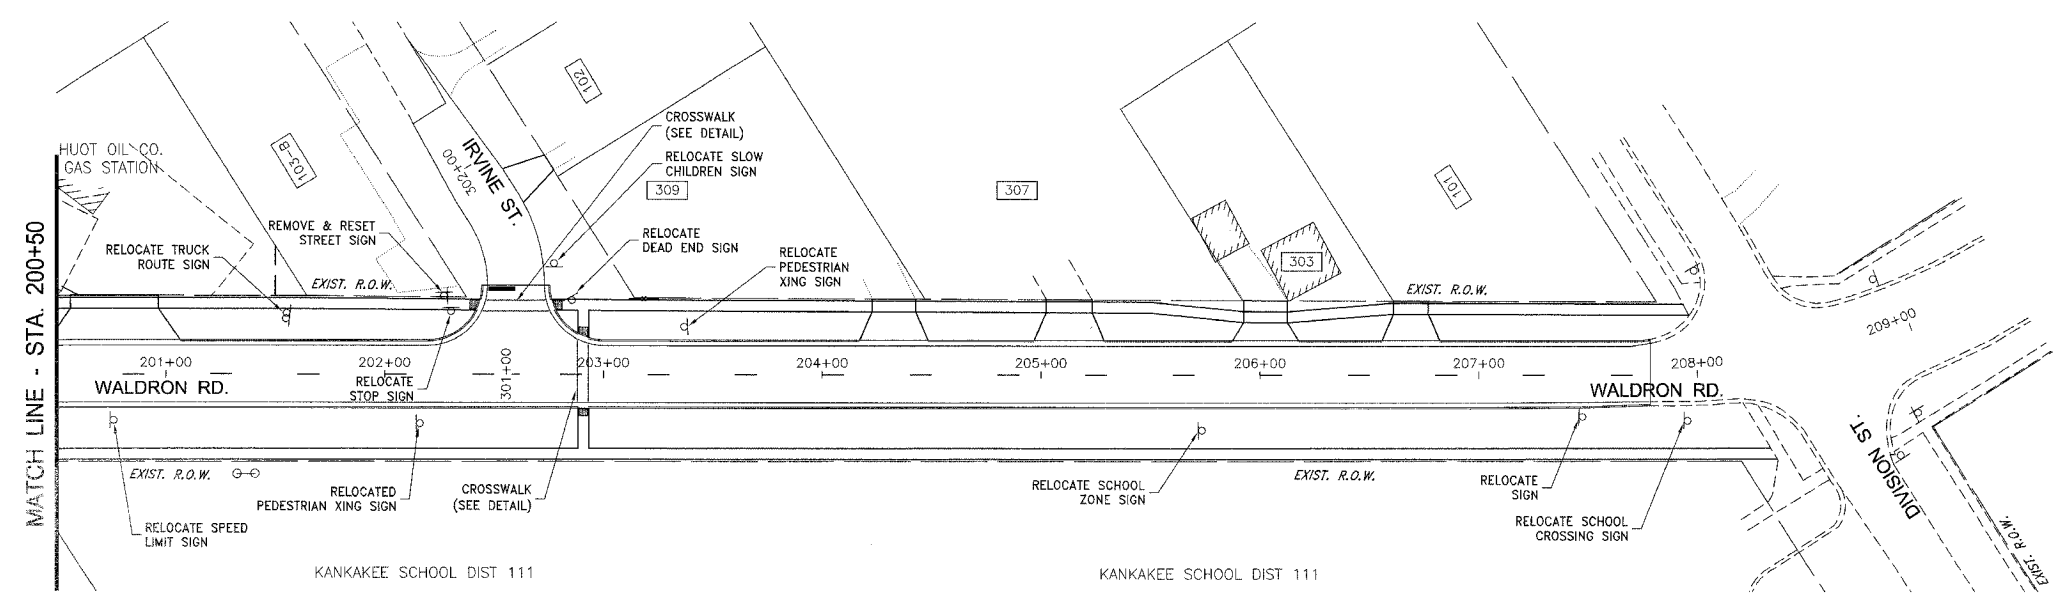 MATCH LINE - STA. 200+50
HUOT OIL CO.
GAS STATION
103-B
102
IRVINE ST.
302+00
CROSSWALK
(SEE DETAIL)
RELOCATE SLOW
CHILDREN SIGN
309
307
101
303
REMOVE & RESET
STREET SIGN
RELOCATE TRUCK
ROUTE SIGN
RELOCATE
DEAD END SIGN
RELOCATE
PEDESTRIAN
XING SIGN
EXIST. R.O.W.
EXIST. R.O.W.
209+00
201+00
202+00
301+00
203+00
204+00
205+00
206+00
207+00
208+00
WALDRON RD.
RELOCATE
STOP SIGN
WALDRON RD.
DIVISION ST.
EXIST. R.O.W.
EXIST. R.O.W.
EXIST. R.O.W.
RELOCATED
PEDESTRIAN XING SIGN
CROSSWALK
(SEE DETAIL)
RELOCATE SCHOOL
ZONE SIGN
RELOCATE
SIGN
RELOCATE SPEED
LIMIT SIGN
RELOCATE SCHOOL
CROSSING SIGN
KANKAKEE SCHOOL DIST 111
KANKAKEE SCHOOL DIST 111